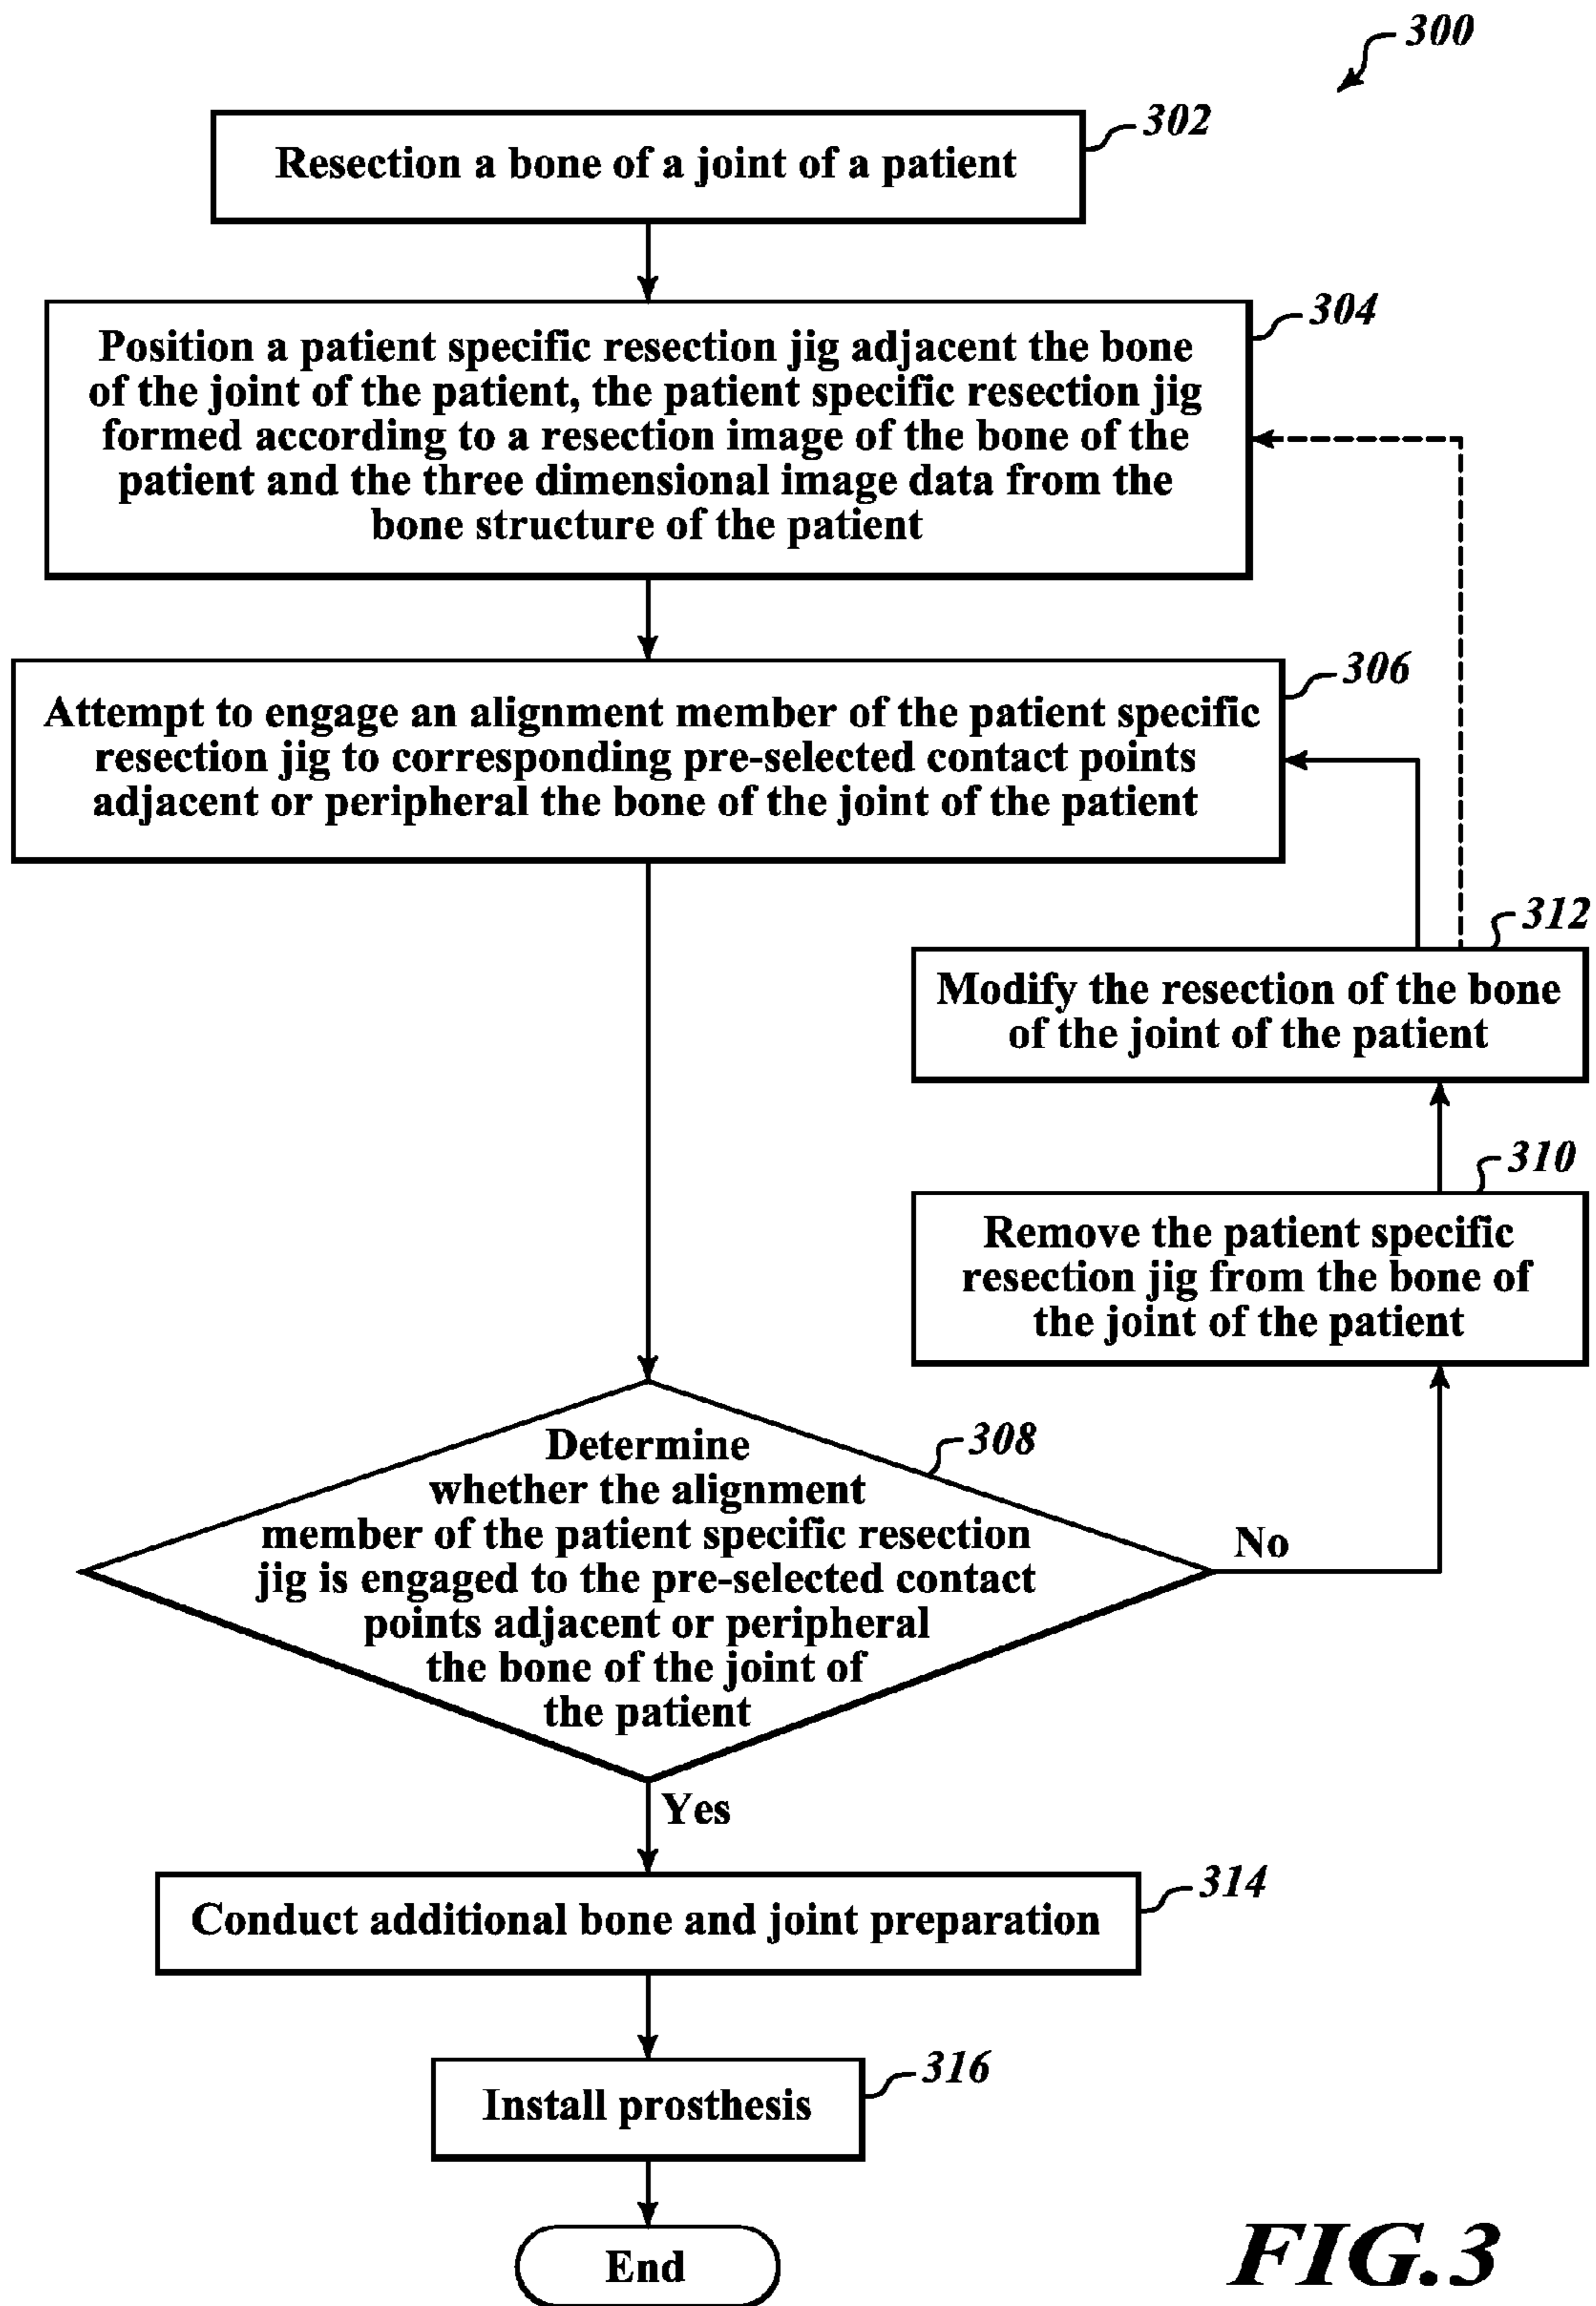 300
302
Resection a bone of a joint of a patient
304
Position a patient specific resection jig adjacent the bone
of the joint of the patient, the patient specific resection jig
formed according to a resection image of the bone of the
patient and the three dimensional image data from the
bone structure of the patient
306
Attempt to engage an alignment member of the patient specific
resection jig to corresponding pre-selected contact points
adjacent or peripheral the bone of the joint of the patient
312
Modify the resection of the bone
of the joint of the patient
310
Remove the patient specific
resection jig from the bone of
the joint of the patient
308
Determine
whether the alignment
member of the patient specific resection
jig is engaged to the pre-selected contact
points adjacent or peripheral
the bone of the joint of
the patient
No
Yes
314
Conduct additional bone and joint preparation
316
Install prosthesis
End
FIG.3